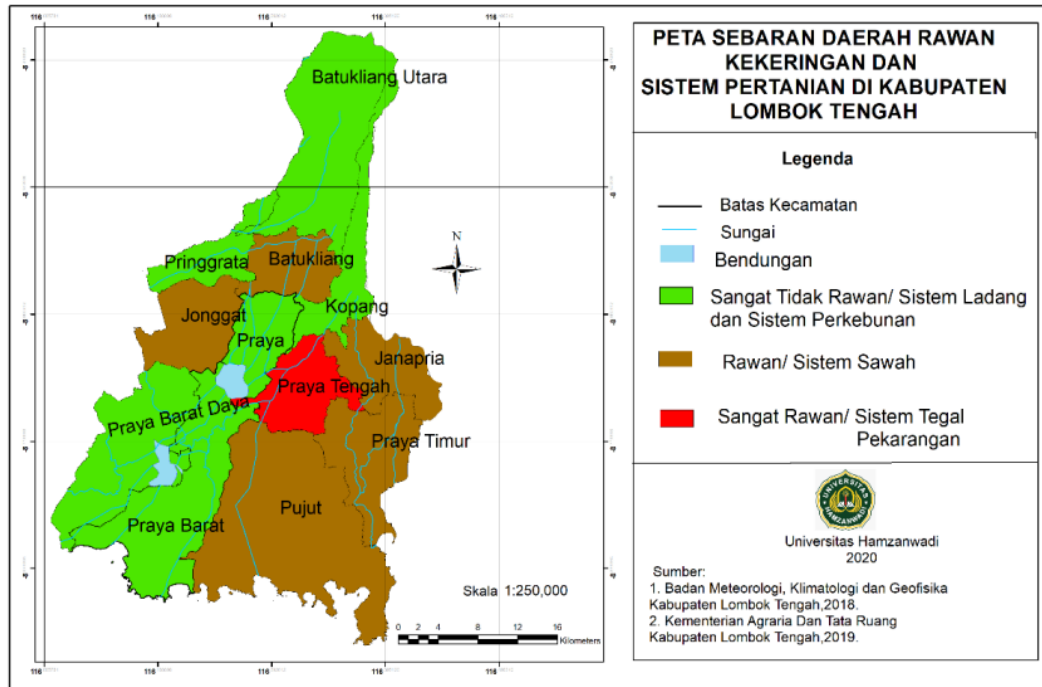 PETA SEBARAN DAERAH RAWAN
KEKERINGAN DAN
SISTEM PERTANIAN DI KABUPATEN
LOMBOK TENGAH
Legenda
Batas Kecamatan
Sungai
Bendungan
Sangat Tidak Rawan/ Sistem Ladang
dan Sistem Perkebunan
Rawan/ Sistem Sawah
Sangat Rawan/ Sistem Tegal
Pekarangan
UNIVERSITAS
HAMZANWADI
Universitas Hamzanwadi
2020
Sumber:
1. Badan Meteorologi, Klimatologi dan Geofisika
Kabupaten Lombok Tengah,2018.
2. Kementerian Agraria Dan Tata Ruang
Kabupaten Lombok Tengah,2019.
Batukliang Utara
N
Pringgrata
Batukliang
Jonggat
Kopang
Praya
Janapria
Praya Tengah
Praya Barat Daya
Praya Timur
Pujut
Praya Barat
Skala 1:250,000
0 2 4 8 12 16
Kilometers